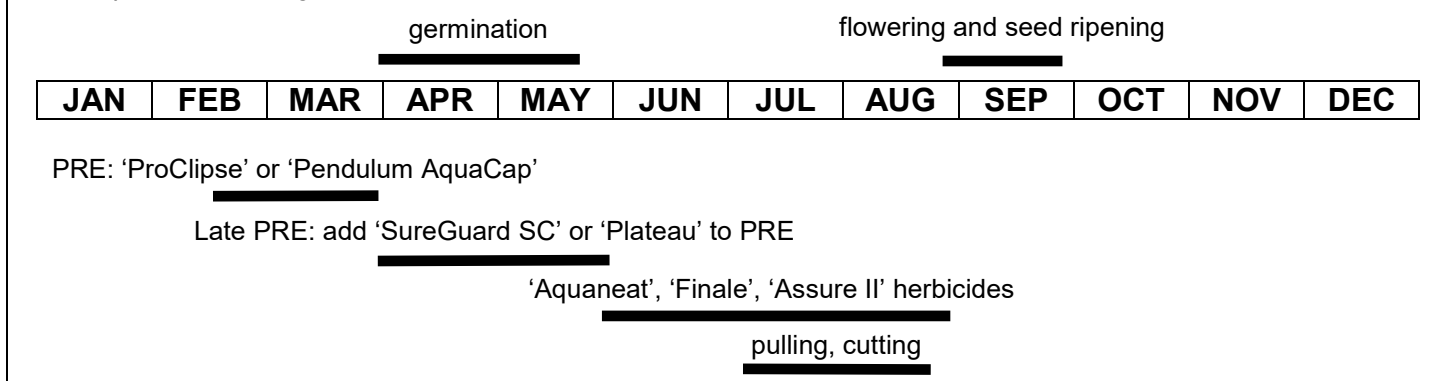 germination
flowering and seed ripening
JAN FEB MAR APR MAY JUN JUL AUG SEP OCT NOV DEC
PRE: ‘ProClipse’ or ‘Pendulum AquaCap’
Late PRE: add ‘SureGuard SC’ or ‘Plateau’ to PRE
‘Aquaneat’, ‘Finale’, ‘Assure II’ herbicides
pulling, cutting